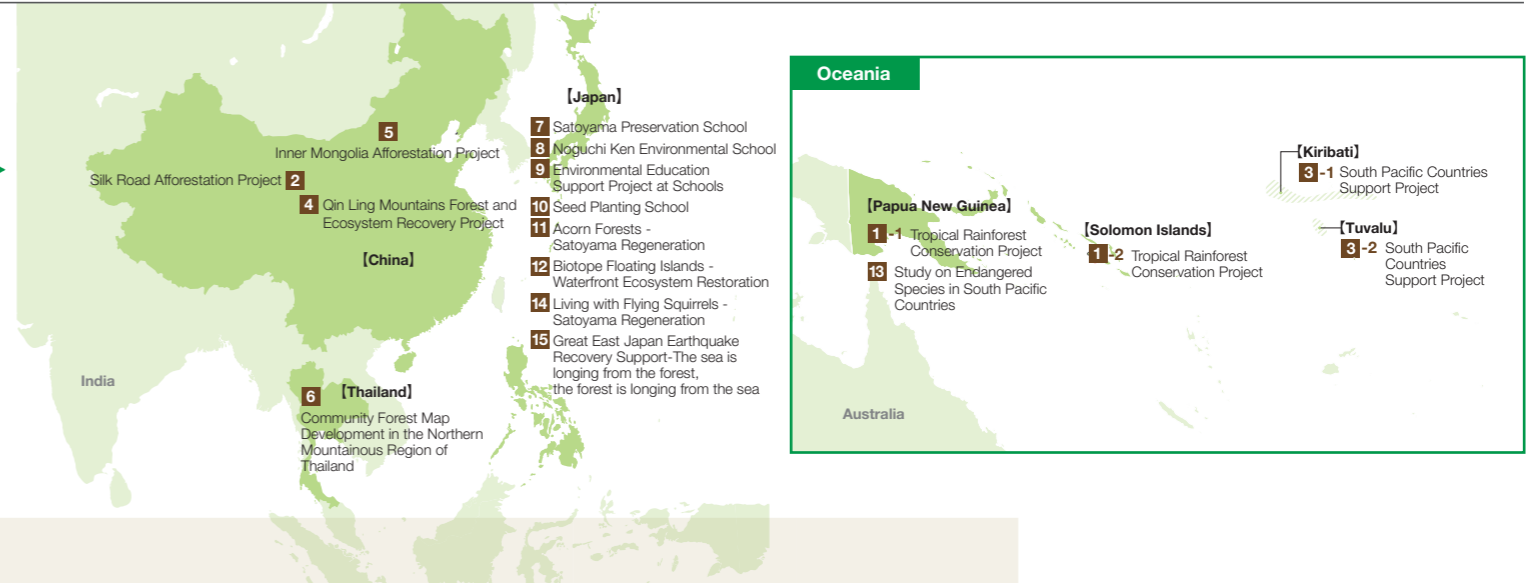 5
Inner Mongolia Afforestation Project
Silk Road Afforestation Project 2
4 Qin Ling Mountains Forest and
Ecosystem Recovery Project
【China】
India
6 【Thailand】
Community Forest Map
Development in the Northern
Mountainous Region of
Thailand
【Japan】
7 Satoyama Preservation School
8 Noguchi Ken Environmental School
9 Environmental Education
Support Project at Schools
10 Seed Planting School
11 Acorn Forests -
Satoyama Regeneration
12 Biotope Floating Islands -
Waterfront Ecosystem Restoration
14 Living with Flying Squirrels -
Satoyama Regeneration
15 Great East Japan Earthquake
Recovery Support-The sea is
longing from the forest,
the forest is longing from the sea
Oceania
【Papua New Guinea】
1-1 Tropical Rainforest
Conservation Project
13 Study on Endangered
Species in South Pacific
Countries
【Solomon Islands】
1-2 Tropical Rainforest
Conservation Project
【Kiribati】
3-1 South Pacific Countries
Support Project
【Tuvalu】
3-2 South Pacific
Countries
Support Project
Australia